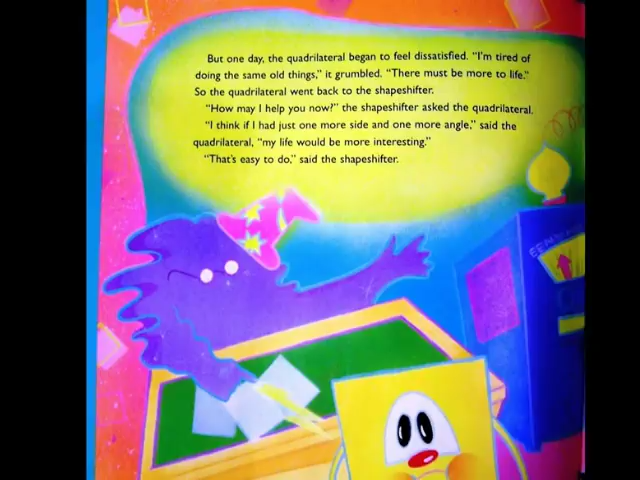 But one day, the quadrilateral began to feel dissatisfied. "I'm tired of
doing the same old things," it grumbled. "There must be more to life."
So the quadrilateral went back to the shapeshifter.
"How may I help you now?" the shapeshifter asked the quadrilateral.
"I think if I had just one more side and one more angle," said the
quadrilateral, "my life would be more interesting."
"That's easy to do," said the shapeshifter.